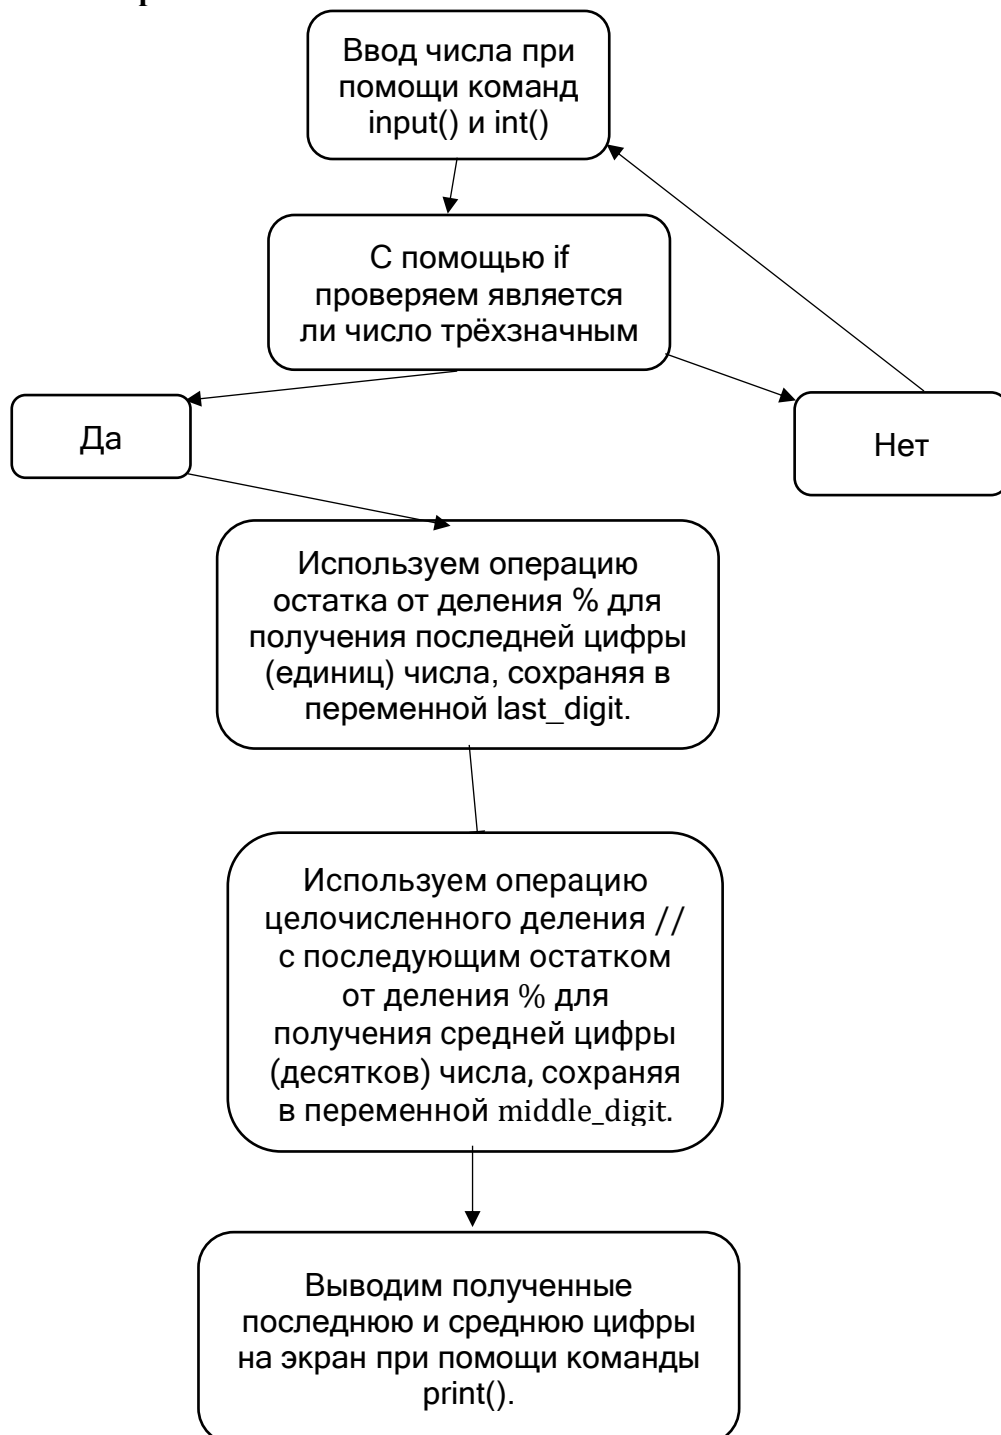 Ввод числа при
помощи команд
input() и int()
С помощью if
проверяем является
ли число трёхзначным
Да
Нет
Используем операцию
остатка от деления % для
получения последней цифры
(единиц) числа, сохраняя в
переменной last_digit.
Используем операцию
целочисленного деления //
с последующим остатком
от деления % для
получения средней цифры
(десятков) числа, сохраняя
в переменной middle_digit.
Выводим полученные
последнюю и среднюю цифры
на экран при помощи команды
print().